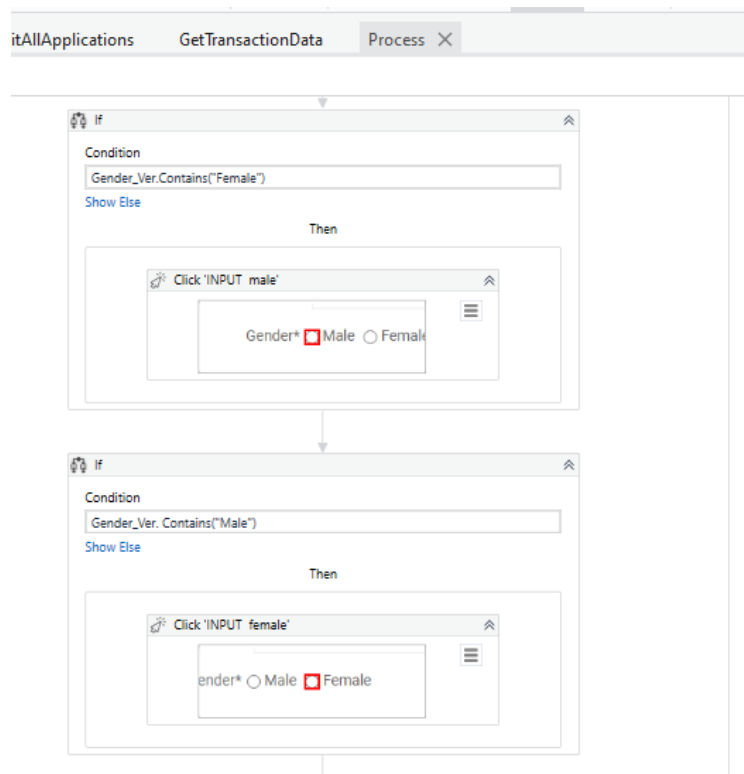 itAllApplications GetTransactionData Process
If
Condition
Gender_Ver.Contains("Female")
Show Else
Then
Click 'INPUT male'
Gender* Male Female
If
Condition
Gender_Ver. Contains("Male")
Show Else
Then
Click 'INPUT female'
ender* Male Female